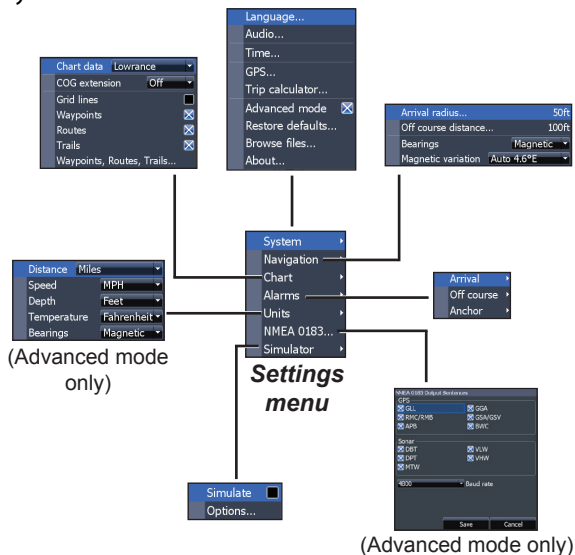 Language...
Audio...
Time...
GPS...
Trip calculator...
Advanced mode
Restore defaults...
Browse files...
About...
Chart data Lowrance
COG extension Off
Grid lines
Waypoints
Routes
Trails
Waypoints, Routes, Trails...
Arrival radius... 50ft
Off course distance... 100ft
Bearings Magnetic
Magnetic variation Auto 4.6°E
System
Navigation
Chart
Alarms
Units
NMEA 0183...
Simulator
Settings
menu
Distance Miles
Speed MPH
Depth Feet
Temperature Fahrenheit
Bearings Magnetic
(Advanced mode
only)
Arrival
Off course
Anchor
Simulate
Options...
NMEA 0183 Output Sentences
GPS
GLL GGA
RMC/RMB GSA/GSV
APB BWC
Sonar
DBT VLW
DPT VHW
MTW
4800 Baud rate
Save Cancel
(Advanced mode only)